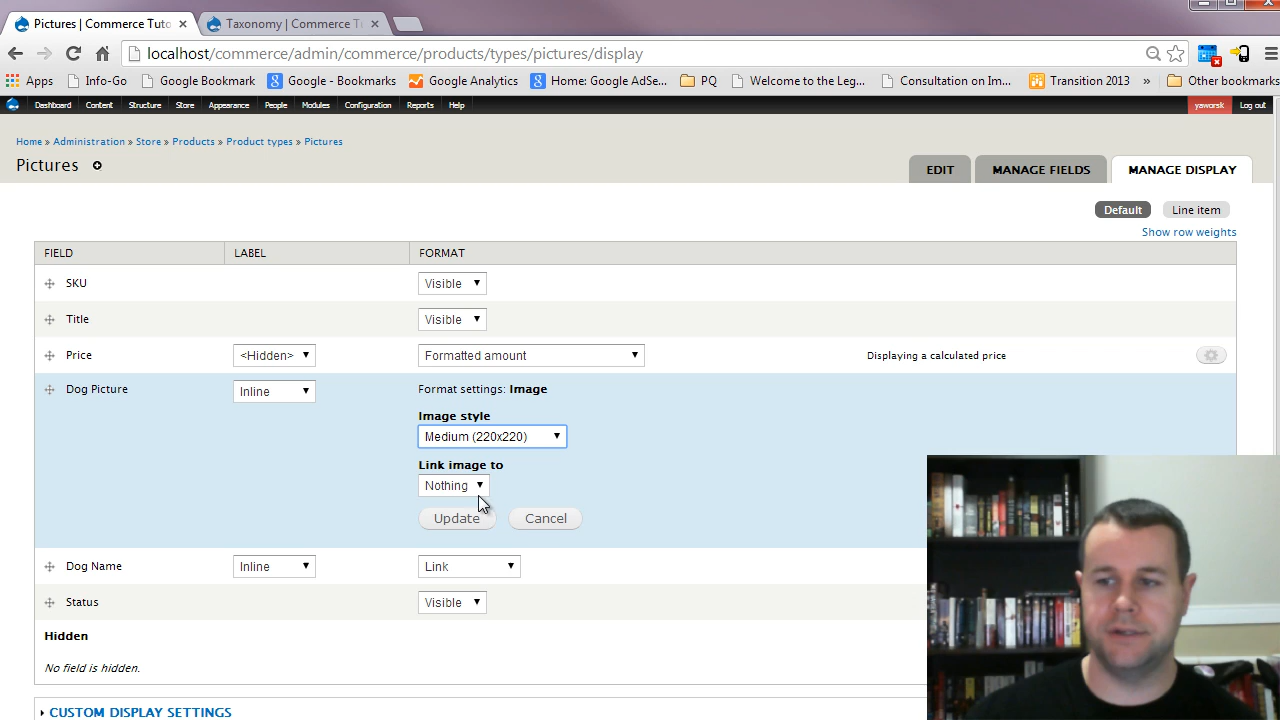 Pictures | Commerce Tuto
Taxonomy | Commerce T
localhost/commerce/admin/commerce/products/types/pictures/display
Apps Info-Go Google Bookmark Google - Bookmarks Google Analytics Home: Google AdSe... PQ Welcome to the Leg... Consultation on Im... Transition 2013 » Other bookmarks
Dashboard Content Structure Store Appearance People Modules Configuration Reports Help yaworsk Log out
Home » Administration » Store » Products » Product types » Pictures
Pictures
EDIT MANAGE FIELDS MANAGE DISPLAY
Default Line item
Show row weights
FIELD LABEL FORMAT
SKU Visible
Title Visible
Price <Hidden> Formatted amount Displaying a calculated price
Dog Picture Inline Format settings: Image
Image style
Medium (220x220)
Link image to
Nothing
Update Cancel
Dog Name Inline Link
Status Visible
Hidden
No field is hidden.
CUSTOM DISPLAY SETTINGS